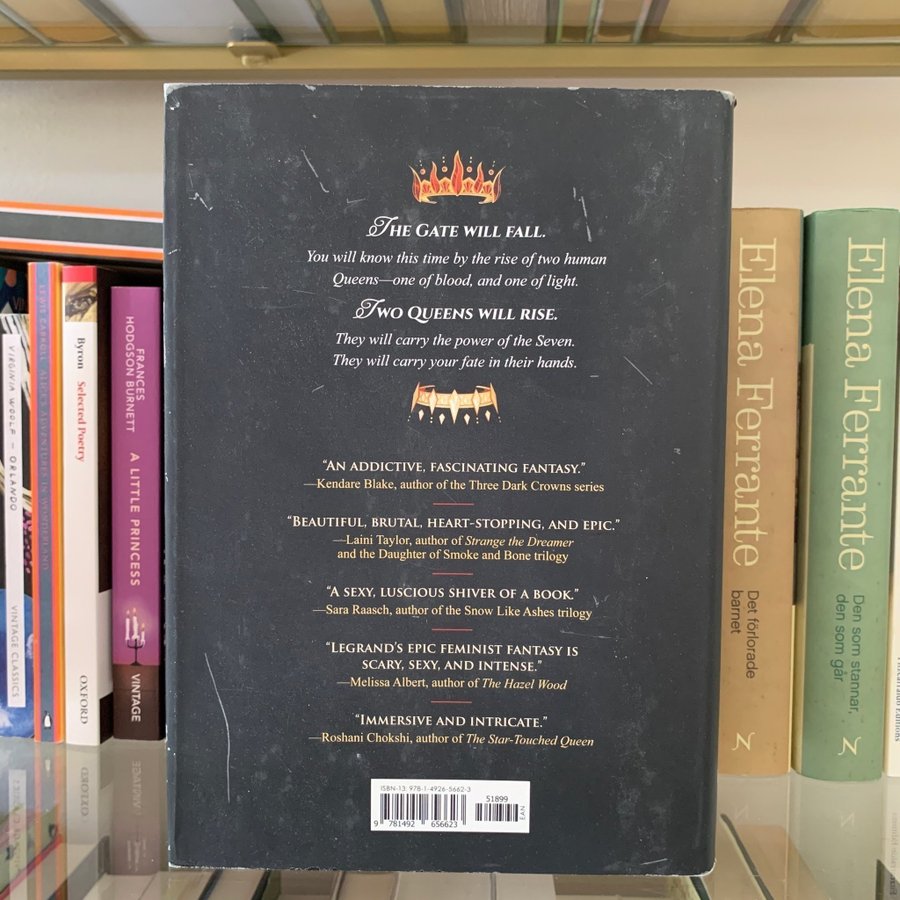 THE GATE WILL FALL.
You will know this time by the rise of two human
Queens—one of blood, and one of light.
TWO QUEENS WILL RISE.
They will carry the power of the Seven.
They will carry your fate in their hands.
"AN ADDICTIVE, FASCINATING FANTASY."
—Kendare Blake, author of the Three Dark Crowns series
"BEAUTIFUL, BRUTAL, HEART-STOPPING, AND EPIC."
—Laini Taylor, author of Strange the Dreamer
and the Daughter of Smoke and Bone trilogy
"A SEXY, LUSCIOUS SHIVER OF A BOOK."
—Sara Raasch, author of the Snow Like Ashes trilogy
"LEGRAND'S EPIC FEMINIST FANTASY IS
SCARY, SEXY, AND INTENSE."
—Melissa Albert, author of The Hazel Wood
"IMMERSIVE AND INTRICATE."
—Roshani Chokshi, author of The Star-Touched Queen
ISBN-13: 978-1-4926-5662-3
51899
9 781492 656623
EAN
VIRGINIA WOOLF — ORLANDO
VINTAGE CLASSICS
LEWIS CARROLL ALICE'S ADVENTURES IN WONDERLAND
Byron Selected Poetry
OXFORD
FRANCES
HODGSON BURNETT
A LITTLE PRINCESS
VINTAGE
Elena Ferrante
Det förlorade
barnet
N
Elena Ferrante
Den som stannar,
den som går
N